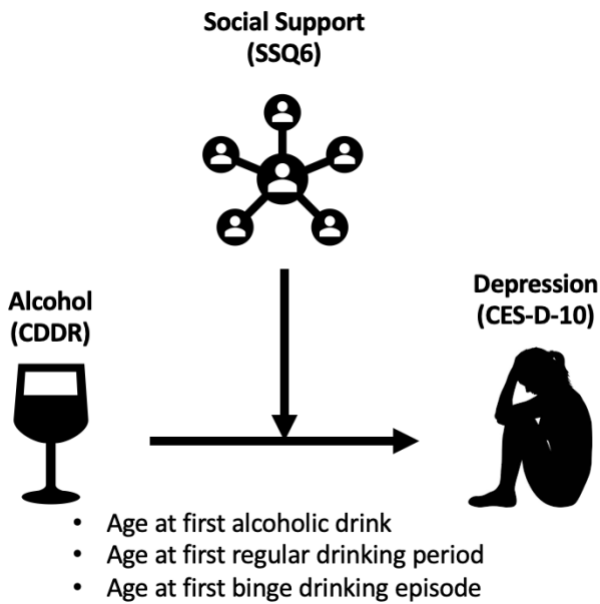 Social Support
(SSQ6)
Alcohol
(CDDR)
Depression
(CES-D-10)
• Age at first alcoholic drink
• Age at first regular drinking period
• Age at first binge drinking episode